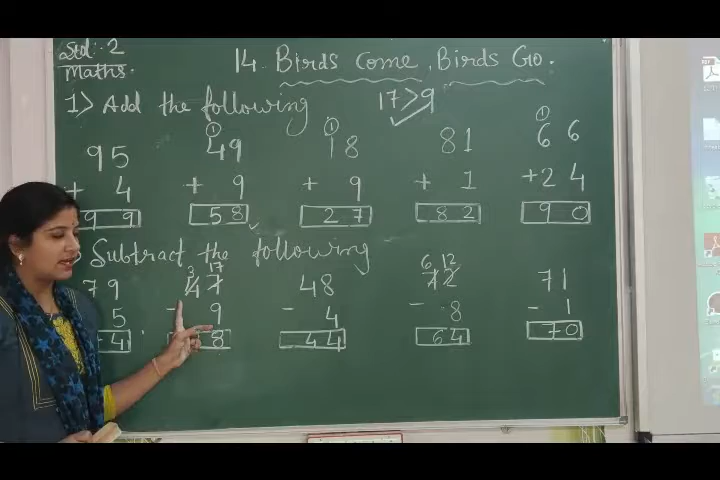 Std:- 2
Maths.
14. Birds Come, Birds Go.
1> Add the following 17>9
1 1 1
95 49 18 81 66
+ 4 + 9 + 9 + 1 +24
99 58 27 82 90
Subtract the following
3 17 6 12
79 47 48 72 71
5 - 9 - 4 - 8 - 1
4 8 44 64 70